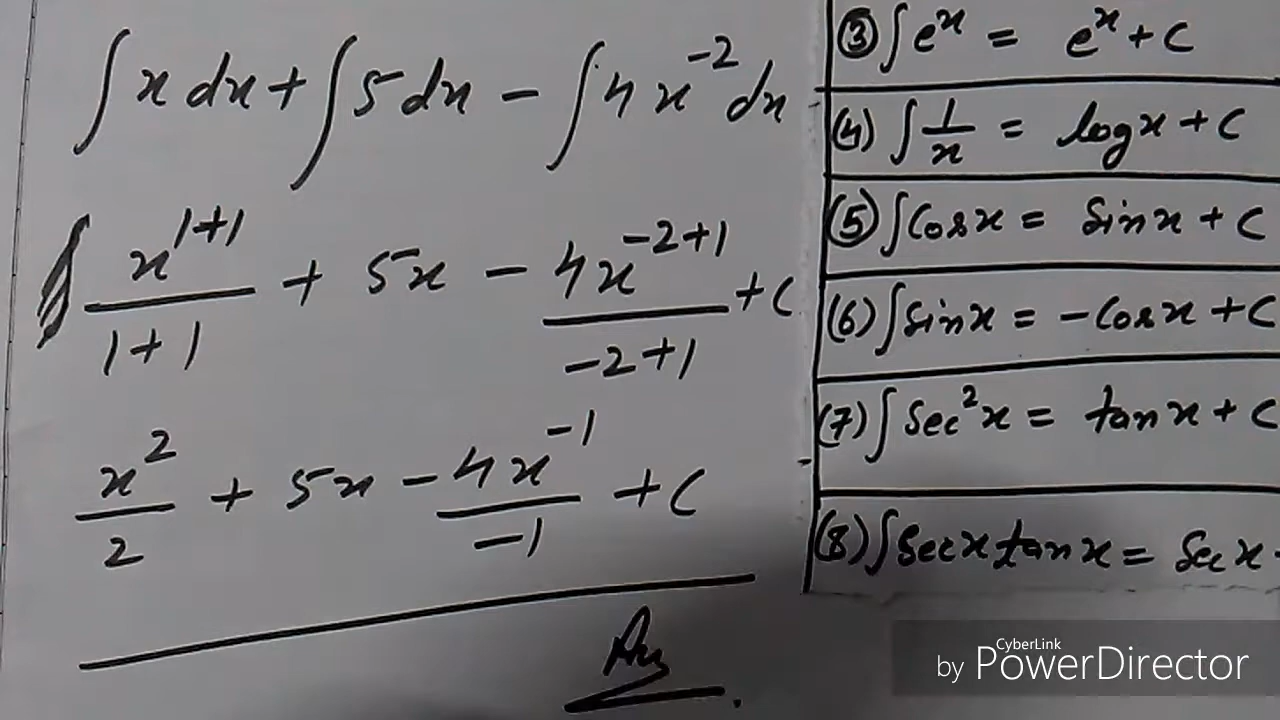 ∫ x dx + ∫ 5 dx - ∫ 4 x^-2 dx
x^1+1 / 1+1 + 5x - 4x^-2+1 / -2+1 + C
x^2 / 2 + 5x - 4x^-1 / -1 + C
Ans.
(3) ∫ e^x = e^x + C
(4) ∫ 1/x = log x + C
(5) ∫ Cos x = Sin x + C
(6) ∫ Sin x = - Cos x + C
(7) ∫ Sec^2 x = tan x + C
(8) ∫ Sec x tan x = Sec x
by CyberLink PowerDirector